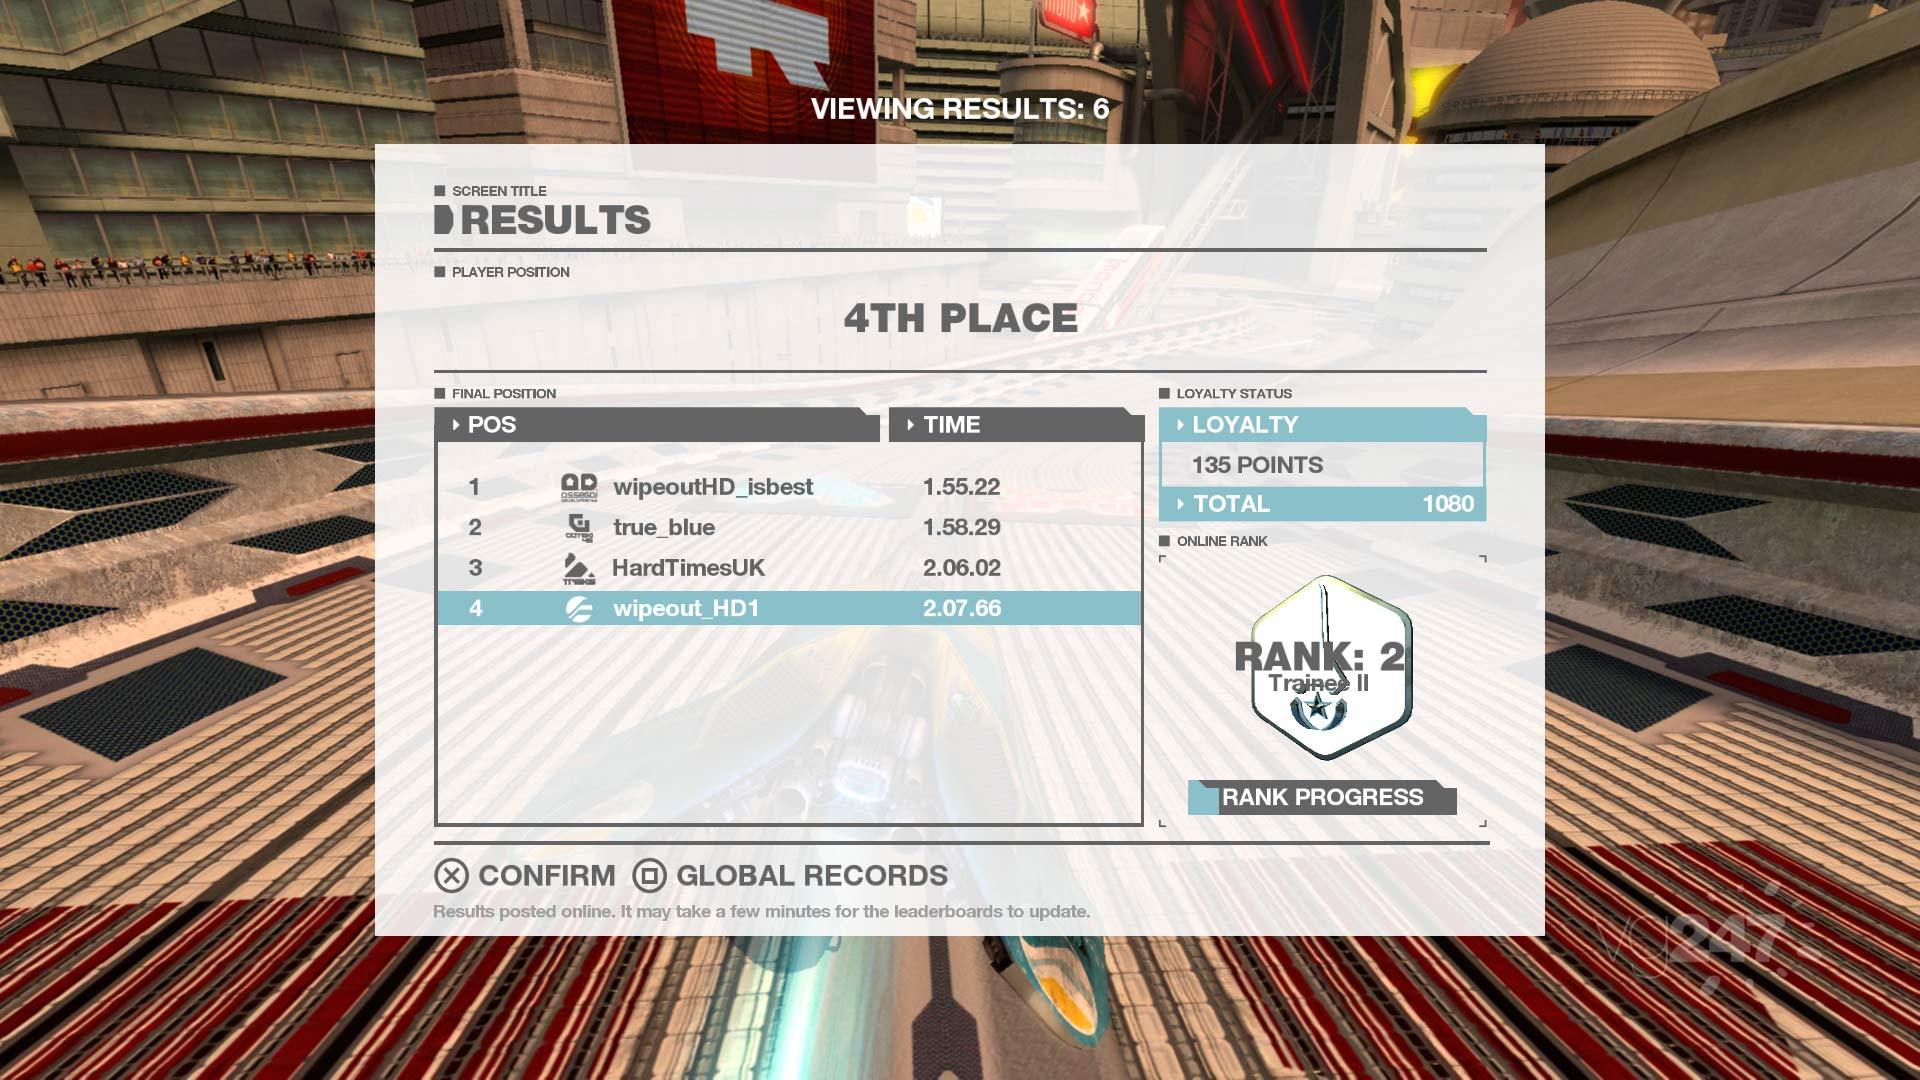 VIEWING RESULTS: 6
SCREEN TITLE
RESULTS
PLAYER POSITION
4TH PLACE
FINAL POSITION
POS TIME
1 wipeoutHD_isbest 1.55.22
2 true_blue 1.58.29
3 HardTimesUK 2.06.02
4 wipeout_HD1 2.07.66
LOYALTY STATUS
LOYALTY
135 POINTS
TOTAL 1080
ONLINE RANK
RANK: 2
Trainee II
RANK PROGRESS
CONFIRM GLOBAL RECORDS
Results posted online. It may take a few minutes for the leaderboards to update.
VG247